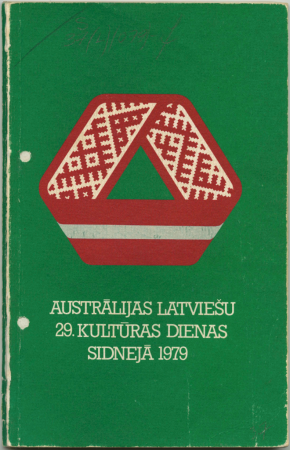 AUSTRĀLIJAS LATVIEŠU
29. KULTŪRAS DIENAS
SIDNEJĀ 1979